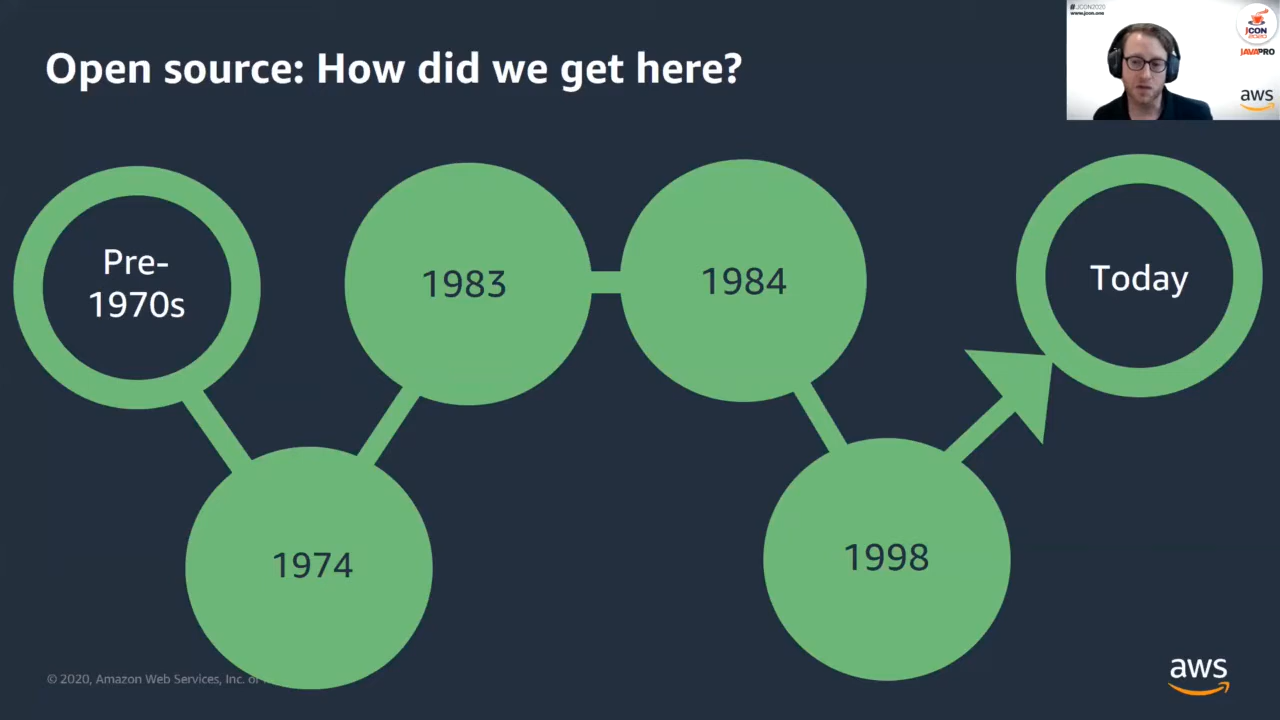 Open source: How did we get here?
#JCON2020
www.jcon.one
JCON
2020
JAVAPRO
aws
Pre-
1970s
1983
1984
Today
1974
1998
© 2020, Amazon Web Services, Inc. or
aws